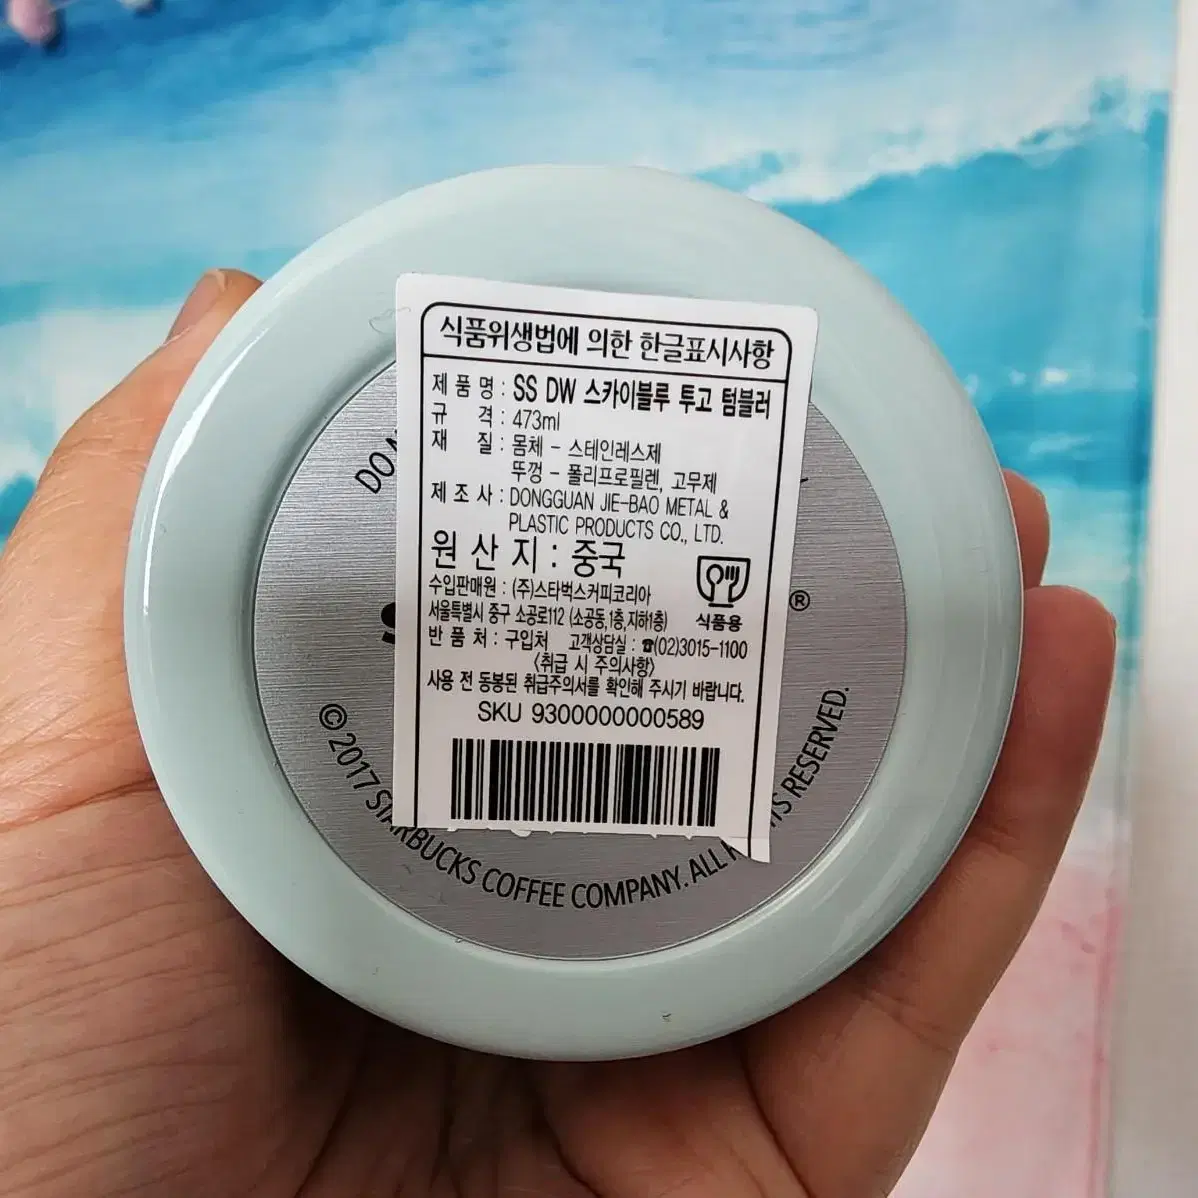 식품위생법에 의한 한글표시사항
제 품 명 : SS DW 스카이블루 투고 텀블러
규 격 : 473ml
재 질 : 몸체 - 스테인레스제
뚜껑 - 폴리프로필렌, 고무제
제 조 사 : DONGGUAN JIE-BAO METAL &
PLASTIC PRODUCTS CO., LTD.
원 산 지 : 중국
식품용
수입판매원 : (주)스타벅스커피코리아
서울특별시 중구 소공로112 (소공동,1층,지하1층)
반 품 처 : 구입처 고객상담실 : ☎(02)3015-1100
<취급 시 주의사항>
사용 전 동봉된 취급주의서를 확인해 주시기 바랍니다.
SKU 9300000000589
DO
®
© 2017 STARBUCKS COFFEE COMPANY. ALL RIGHTS RESERVED.